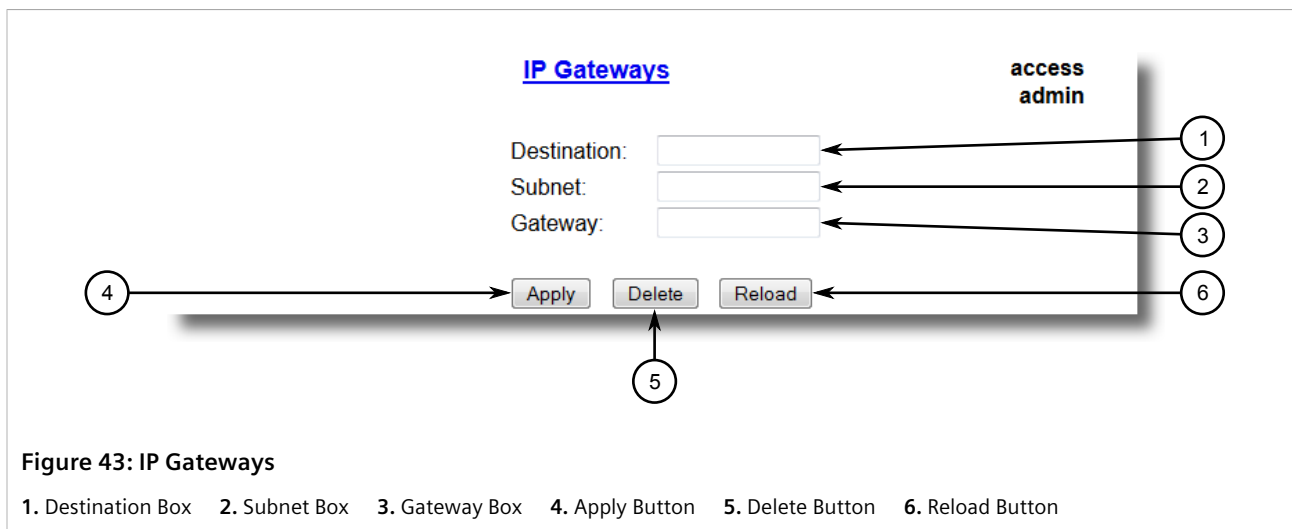 IP Gateways
access
admin
Destination:
1
Subnet:
2
Gateway:
3
4
Apply
Delete
Reload
6
5
Figure 43: IP Gateways
1. Destination Box 2. Subnet Box 3. Gateway Box 4. Apply Button 5. Delete Button 6. Reload Button